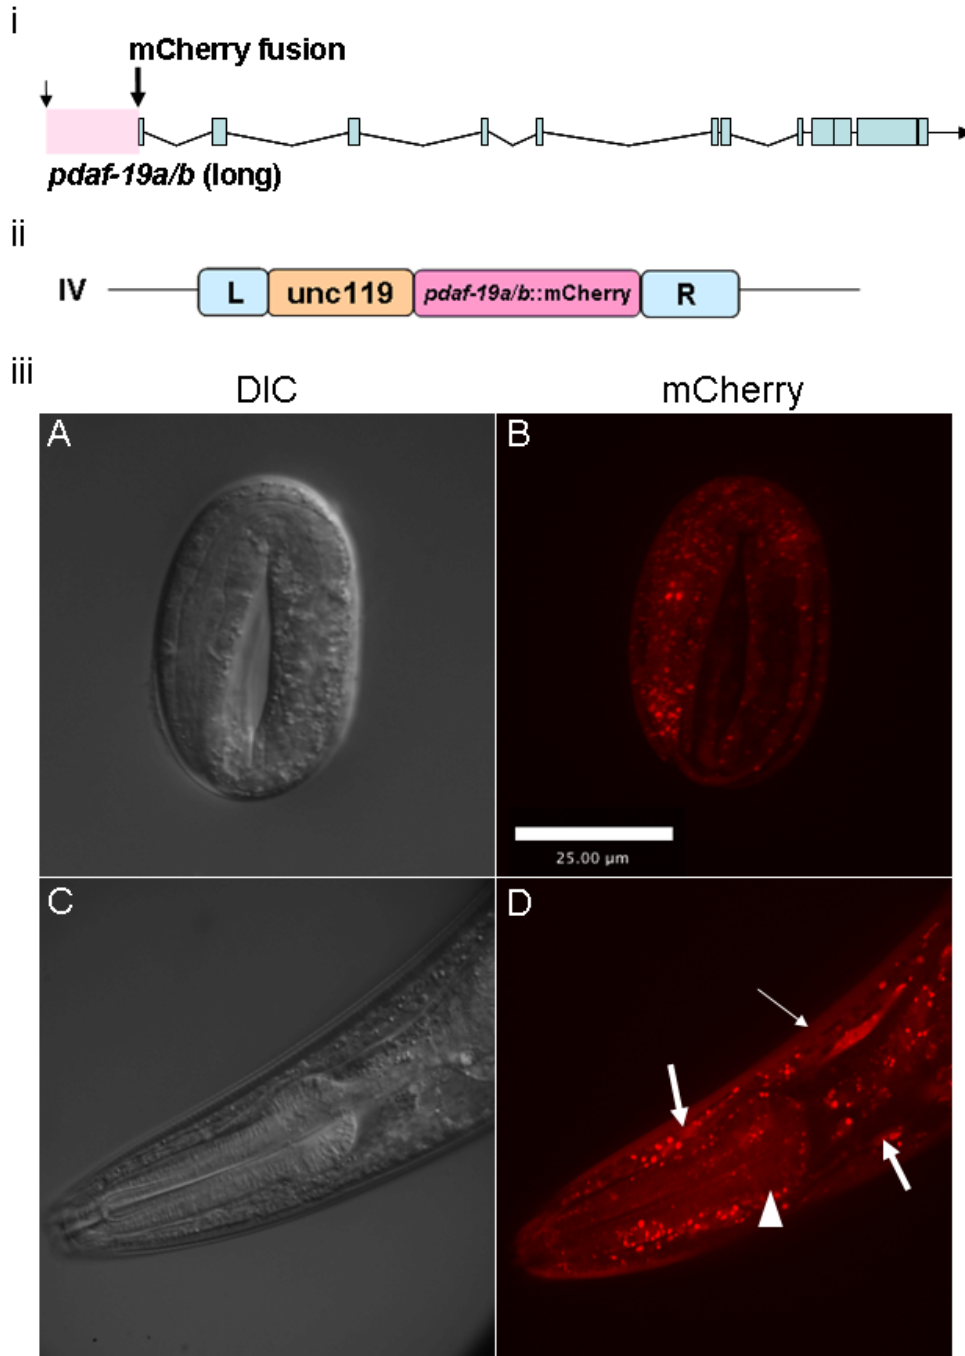 i
mCherry fusion
pdaf-19a/b (long)
ii
IV L unc119 pdaf-19a/b::mCherry R
iii
DIC mCherry
A B
25.00 µm
C D